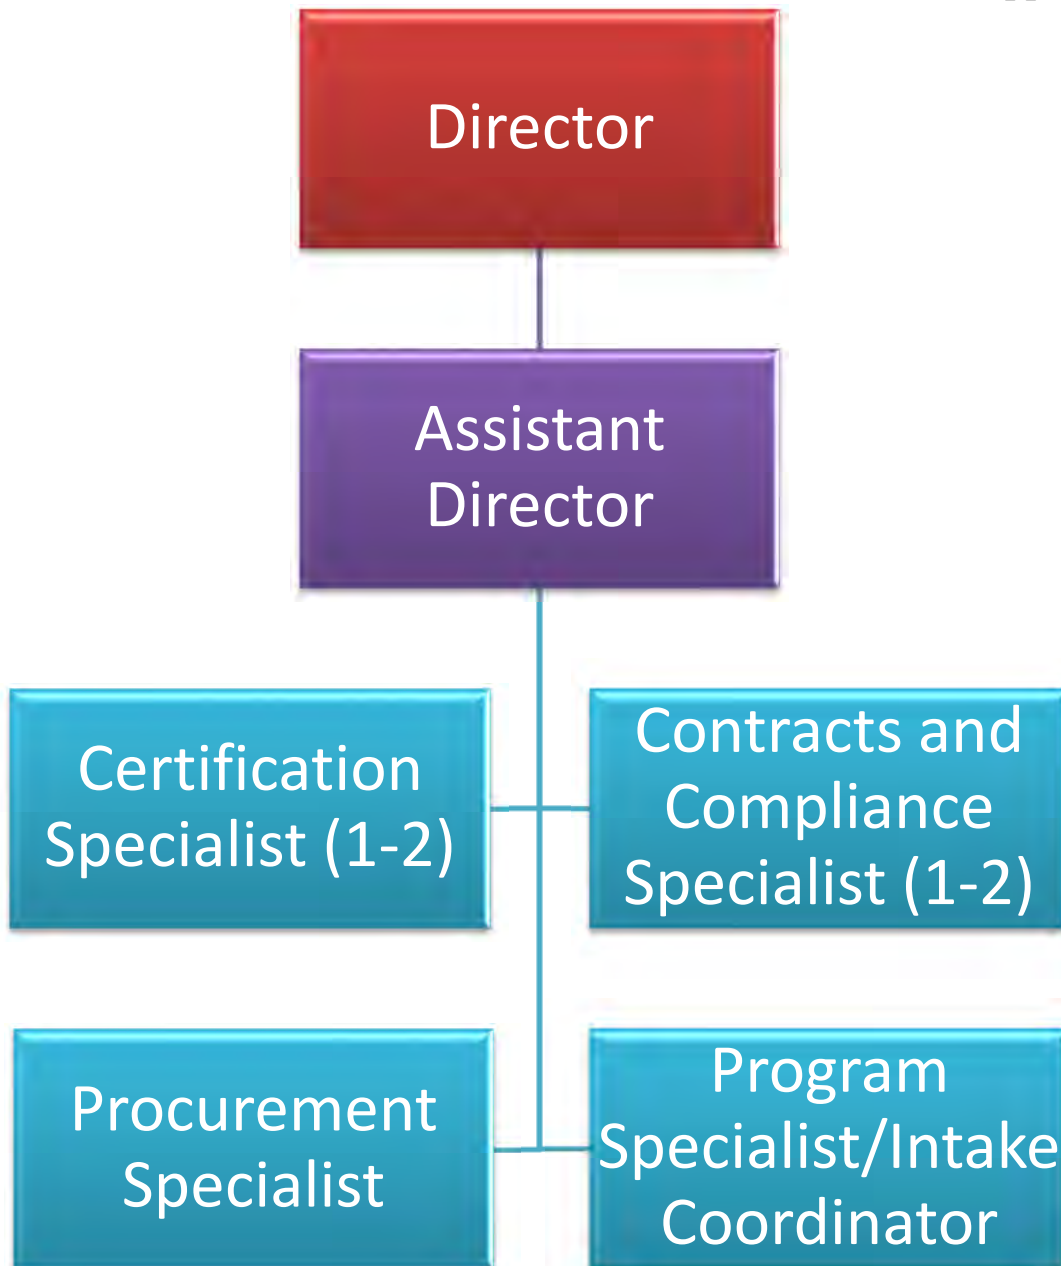 Director
Assistant
Director
Certification
Specialist (1-2)
Contracts and
Compliance
Specialist (1-2)
Procurement
Specialist
Program
Specialist/Intake
Coordinator